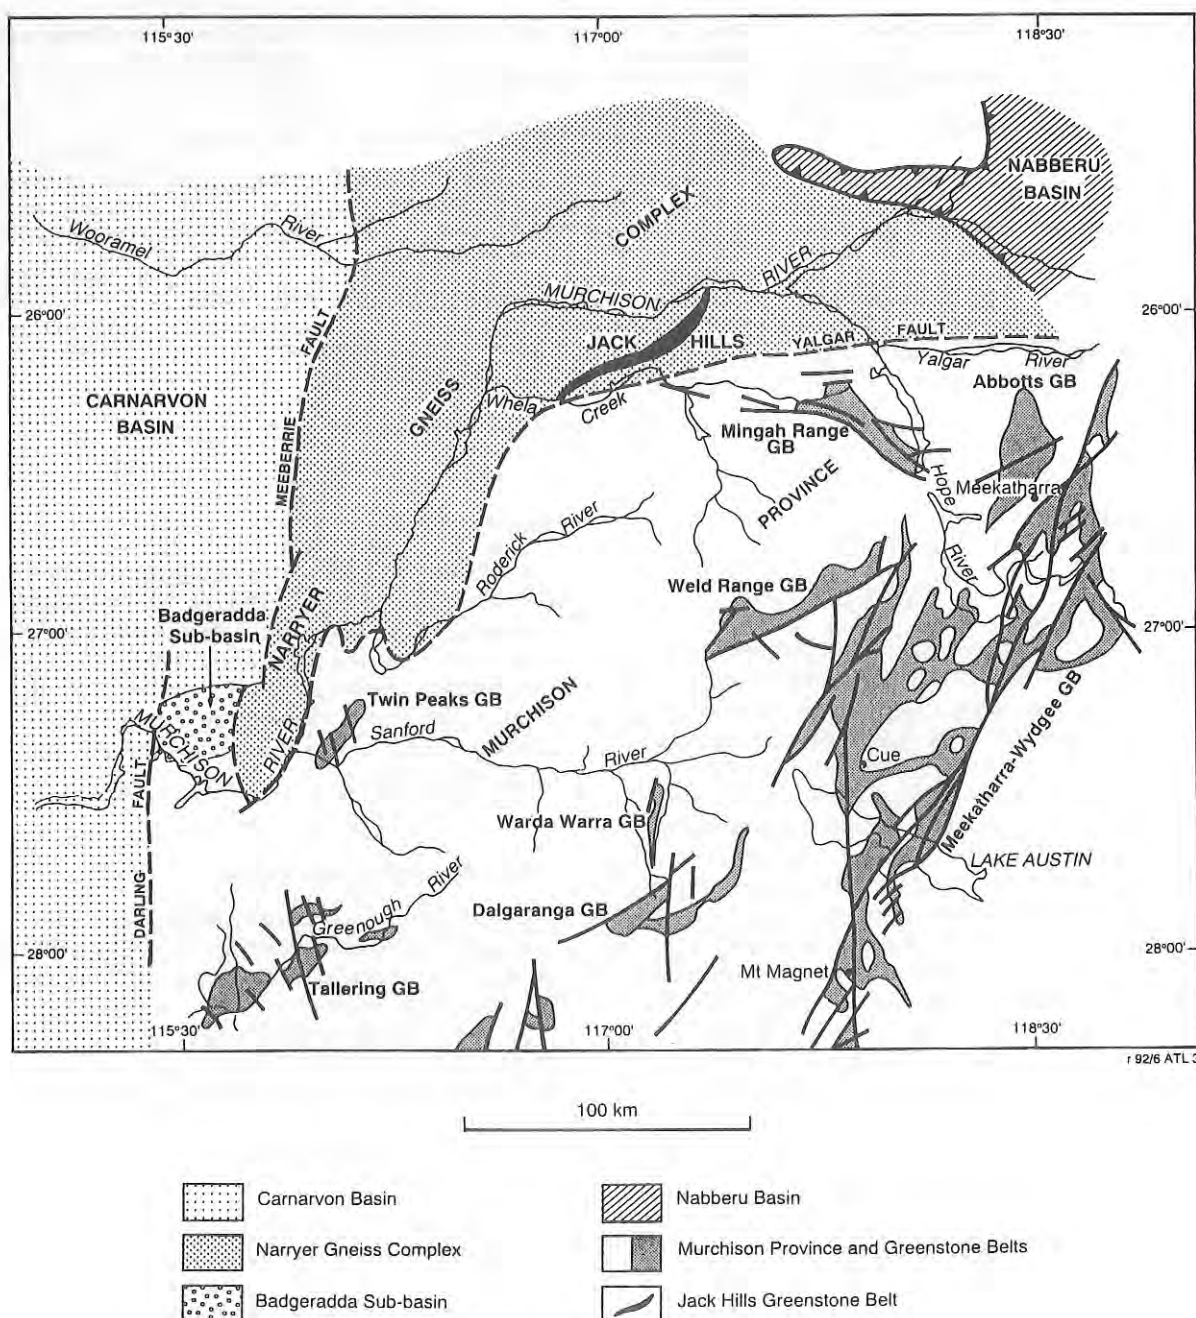 115°30'
117°00'
118°30'
NABBERU
BASIN
COMPLEX
Wooramel
River
RIVER
MURCHISON
26°00'
26°00'
FAULT
JACK
HILLS
YALGAR
FAULT
Yalgar
River
Abbotts GB
CARNARVON
BASIN
GNEISS
Whela
Creek
Mingah Range
GB
MEEBERRIE
PROVINCE
Hope
Meekatharra
River
River
Roderick
Weld Range GB
Badgeradda
Sub-basin
27°00'
27°00'
NARRYER
Twin Peaks GB
Sanford
MURCHISON
MURCHISON
RIVER
River
Cue
Meekatharra-Wydgee GB
FAULT
Warda Warra GB
LAKE AUSTIN
DARLING
River
Greenough
Dalgaranga GB
28°00'
28°00'
Mt Magnet
Tallering GB
115°30'
117°00'
118°30'
r 92/6 ATL 3
100 km
Carnarvon Basin
Nabberu Basin
Narryer Gneiss Complex
Murchison Province and Greenstone Belts
Badgeradda Sub-basin
Jack Hills Greenstone Belt